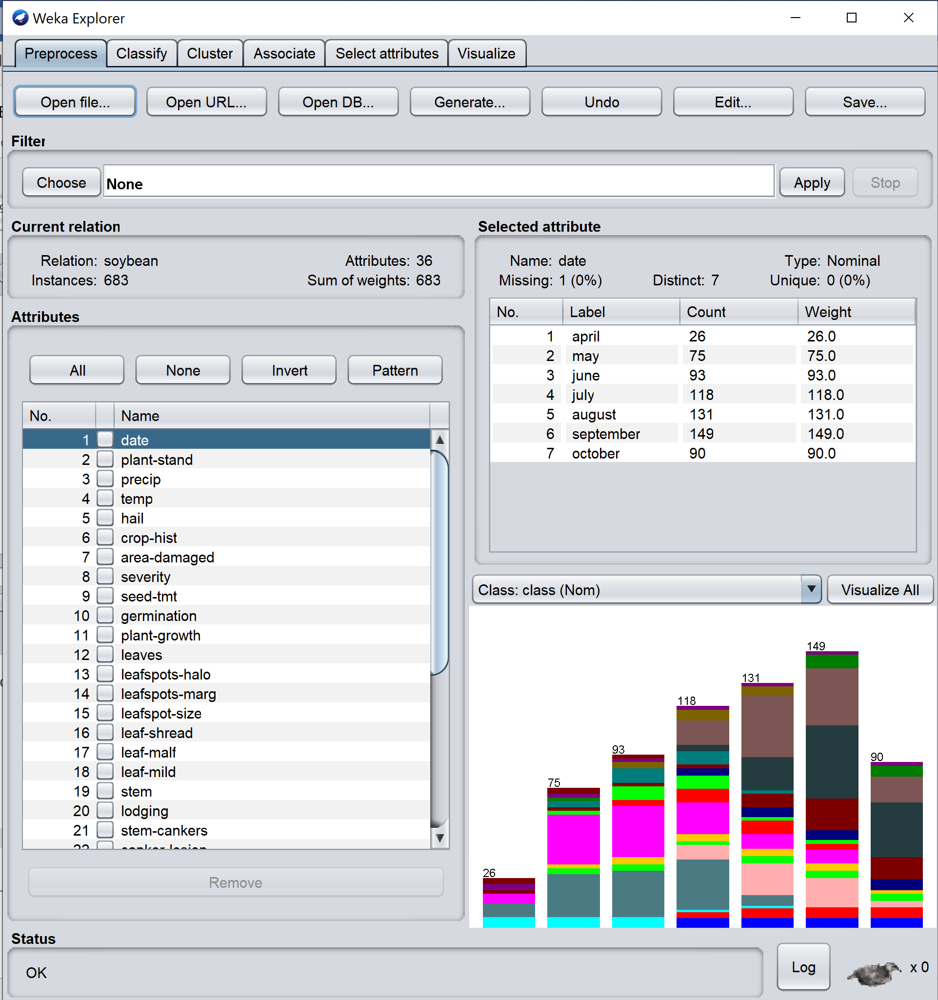 Weka Explorer
Preprocess Classify Cluster Associate Select attributes Visualize
Open file... Open URL... Open DB... Generate... Undo Edit... Save...
Filter
Choose None Apply Stop
Current relation
Relation: soybean Attributes: 36
Instances: 683 Sum of weights: 683
Attributes
All None Invert Pattern
No. Name
1 date
2 plant-stand
3 precip
4 temp
5 hail
6 crop-hist
7 area-damaged
8 severity
9 seed-tmt
10 germination
11 plant-growth
12 leaves
13 leafspots-halo
14 leafspots-marg
15 leafspot-size
16 leaf-shread
17 leaf-malf
18 leaf-mild
19 stem
20 lodging
21 stem-cankers
Remove
Selected attribute
Name: date Type: Nominal
Missing: 1 (0%) Distinct: 7 Unique: 0 (0%)
No. Label Count Weight
1 april 26 26.0
2 may 75 75.0
3 june 93 93.0
4 july 118 118.0
5 august 131 131.0
6 september 149 149.0
7 october 90 90.0
Class: class (Nom) Visualize All
26 75 93 118 131 149 90
Status
OK Log x 0